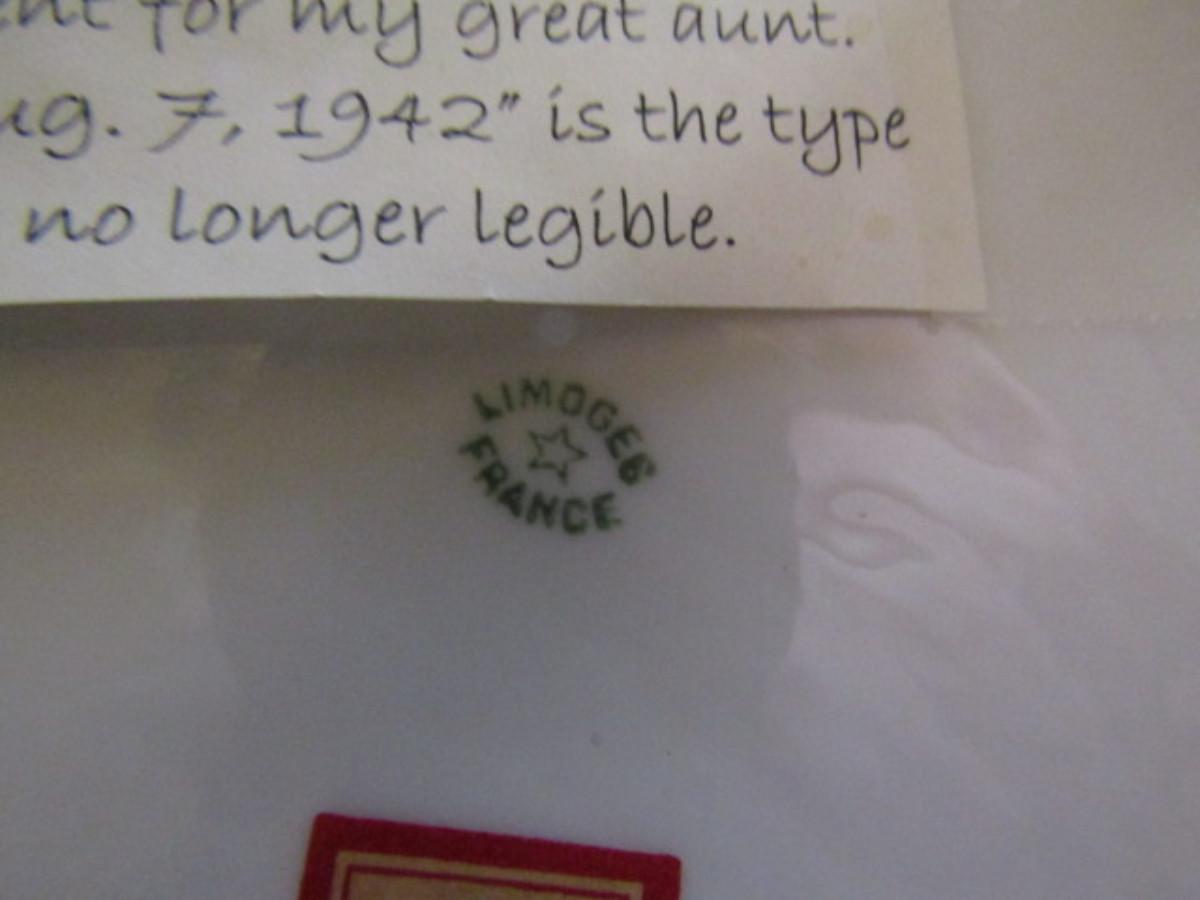 for my great aunt.
7, 1942" is the type
no longer legible.
LIMOGES
FRANCE